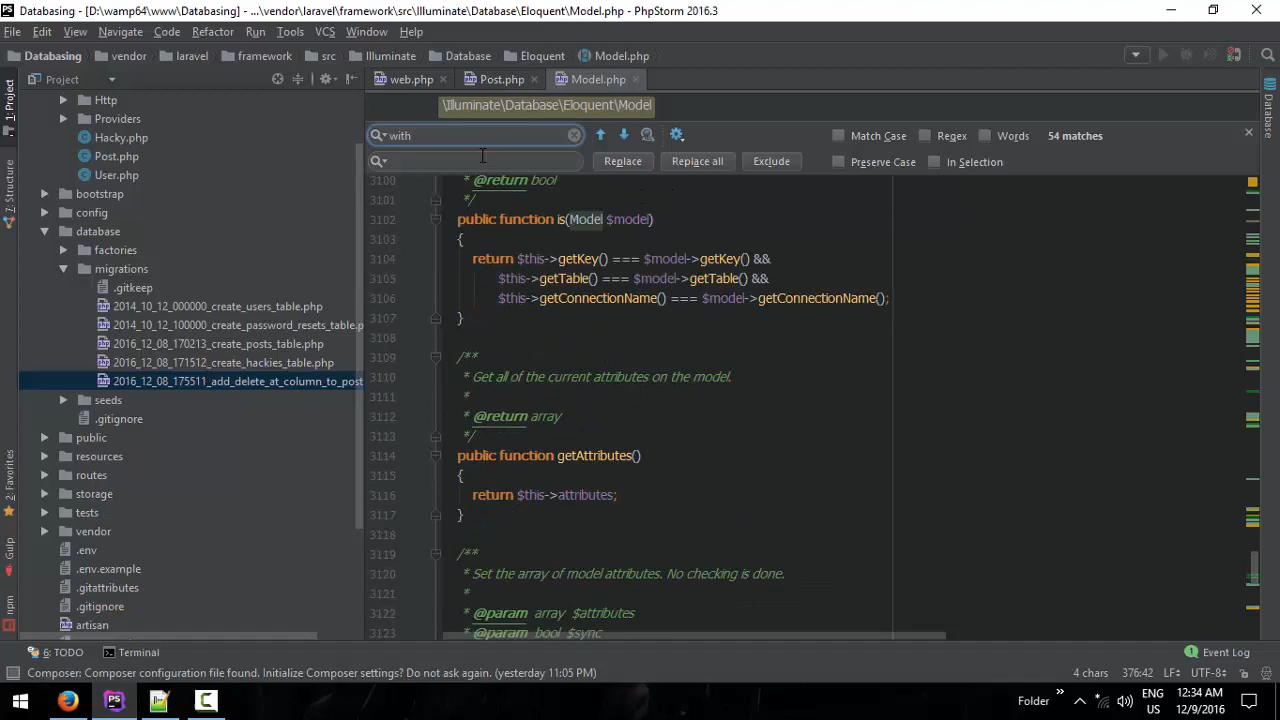 Databasing - [D:\wamp64\www\Databasing] - ...\vendor\laravel\framework\src\Illuminate\Database\Eloquent\Model.php - PhpStorm 2016.3
File Edit View Navigate Code Refactor Run Tools VCS Window Help
Databasing vendor laravel framework src Illuminate Database Eloquent Model.php
Project web.php Post.php Model.php
\Illuminate\Database\Eloquent\Model
with Match Case Regex Words 54 matches
Replace Replace all Exclude Preserve Case In Selection
1: Project
7: Structure
2: Favorites
Gulp
npm
Database
Http
Providers
Hacky.php
Post.php
User.php
bootstrap
config
database
factories
migrations
.gitkeep
2014_10_12_000000_create_users_table.php
2014_10_12_100000_create_password_resets_table.p
2016_12_08_170213_create_posts_table.php
2016_12_08_171512_create_hackies_table.php
2016_12_08_175511_add_delete_at_column_to_post
seeds
.gitignore
public
resources
routes
storage
tests
vendor
.env
.env.example
.gitattributes
.gitignore
artisan
3100 * @return bool
3101 */
3102 public function is(Model $model)
3103 {
3104 return $this->getKey() === $model->getKey() &&
3105 $this->getTable() === $model->getTable() &&
3106 $this->getConnectionName() === $model->getConnectionName();
3107 }
3108
3109 /**
3110 * Get all of the current attributes on the model.
3111 *
3112 * @return array
3113 */
3114 public function getAttributes()
3115 {
3116 return $this->attributes;
3117 }
3118
3119 /**
3120 * Set the array of model attributes. No checking is done.
3121 *
3122 * @param array $attributes
3123 * @param bool $sync
6: TODO Terminal 1 Event Log
Composer: Composer configuration file found. Initialize Composer settings? Do not ask again. (yesterday 11:05 PM) 4 chars 376:42 LF÷ UTF-8÷
Folder » ENG US 12:34 AM 12/9/2016